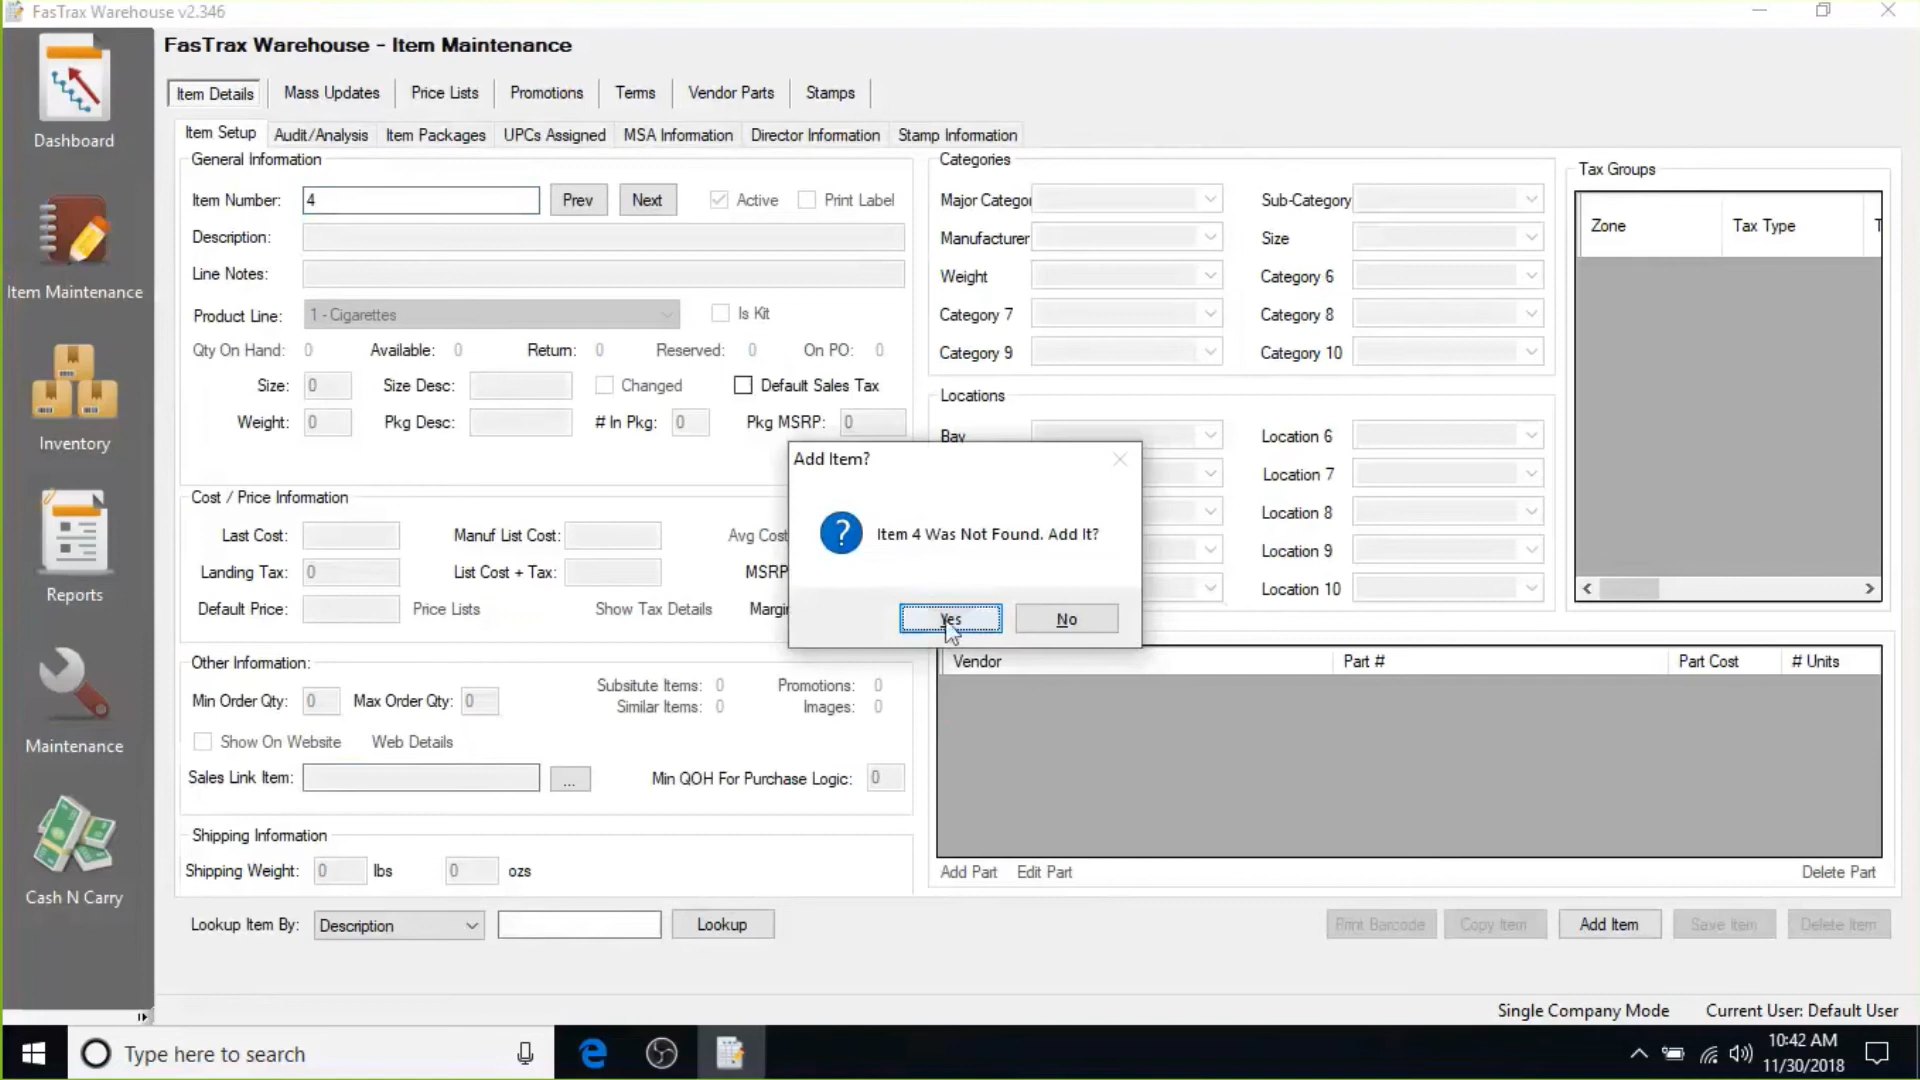 FasTrax Warehouse v2.346
FasTrax Warehouse - Item Maintenance
Item Details Mass Updates Price Lists Promotions Terms Vendor Parts Stamps
Item Setup Audit/Analysis Item Packages UPCs Assigned MSA Information Director Information Stamp Information
Dashboard
Item Maintenance
Inventory
Reports
Maintenance
Cash N Carry
General Information
Item Number: 4 Prev Next Active Print Label
Description:
Line Notes:
Product Line: 1 - Cigarettes Is Kit
Qty On Hand: 0 Available: 0 Return: 0 Reserved: 0 On PO: 0
Size: 0 Size Desc: Changed Default Sales Tax
Weight: 0 Pkg Desc: # In Pkg: 0 Pkg MSRP: 0
Cost / Price Information
Last Cost: Manuf List Cost: Avg Cost
Landing Tax: 0 List Cost + Tax: MSRP
Default Price: Price Lists Show Tax Details Margi
Other Information:
Min Order Qty: 0 Max Order Qty: 0 Subsitute Items: 0 Promotions: 0
Similar Items: 0 Images: 0
Show On Website Web Details
Sales Link Item: ... Min QOH For Purchase Logic: 0
Shipping Information
Shipping Weight: 0 lbs 0 ozs
Lookup Item By: Description Lookup
Categories
Major Catego Sub-Category
Manufacturer Size
Weight Category 6
Category 7 Category 8
Category 9 Category 10
Locations
Bay Location 6
Location 7
Location 8
Location 9
Location 10
Tax Groups
Zone Tax Type T
Add Item?
Item 4 Was Not Found. Add It?
Yes No
Vendor Part # Part Cost # Units
Add Part Edit Part Delete Part
Print Barcode Copy Item Add Item Save Item Delete Item
Single Company Mode Current User: Default User
Type here to search
10:42 AM
11/30/2018